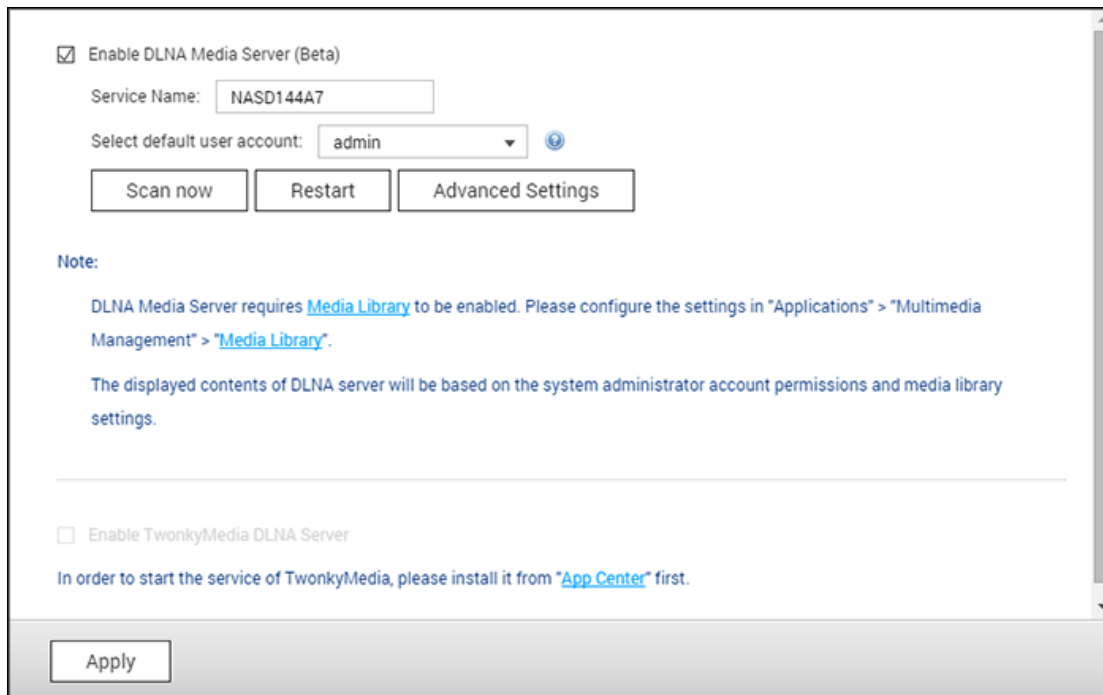 Enable DLNA Media Server (Beta)
Service Name: NASD144A7
Select default user account: admin
Scan now Restart Advanced Settings
Note:
DLNA Media Server requires Media Library to be enabled. Please configure the settings in "Applications" > "Multimedia
Management" > "Media Library".
The displayed contents of DLNA server will be based on the system administrator account permissions and media library
settings.
Enable TwonkyMedia DLNA Server
In order to start the service of TwonkyMedia, please install it from "App Center" first.
Apply